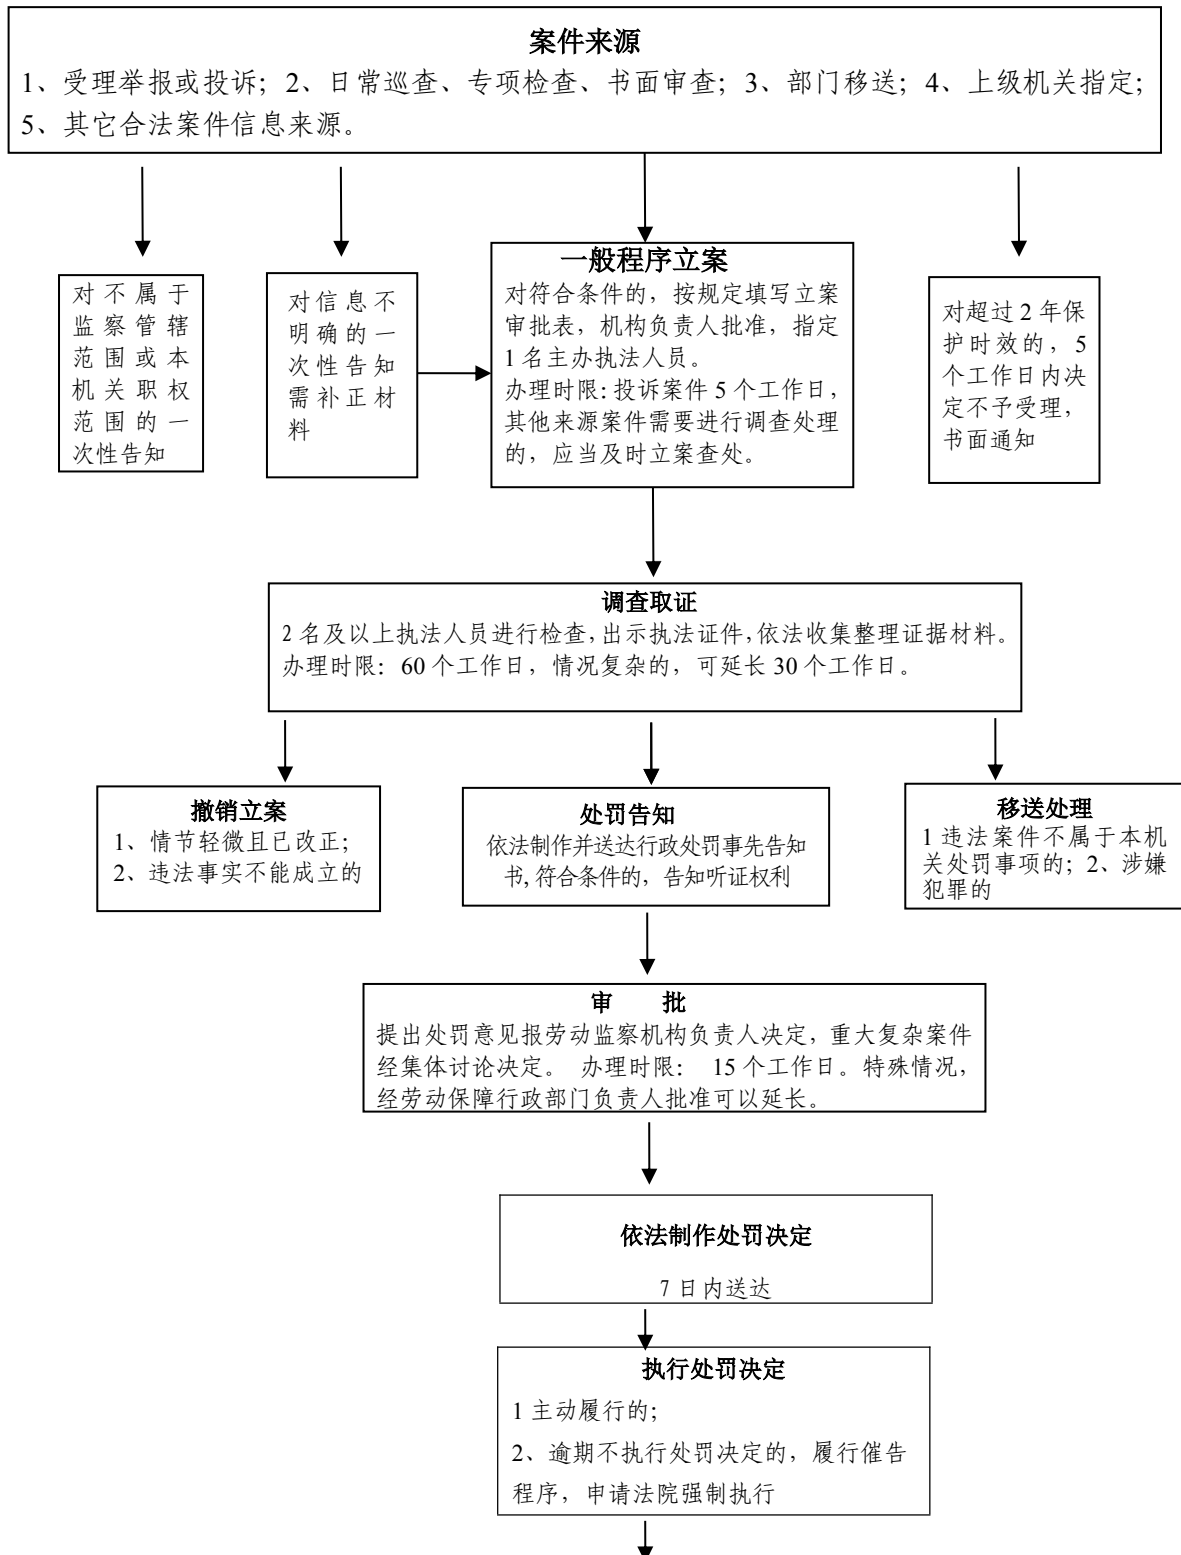 案件来源
1、受理举报或投诉；2、日常巡查、专项检查、书面审查；3、部门移送；4、上级机关指定；
5、其它合法案件信息来源。
对不属于
监察管辖
范围或本
机关职权
范围的一
次性告知
对信息不
明确的一
次性告知
需补正材
料
一般程序立案
对符合条件的，按规定填写立案
审批表，机构负责人批准，指定
1 名主办执法人员。
办理时限：投诉案件 5 个工作日，
其他来源案件需要进行调查处理
的，应当及时立案查处。
对超过 2 年保
护时效的，5
个工作日内决
定不予受理，
书面通知
调查取证
2 名及以上执法人员进行检查，出示执法证件，依法收集整理证据材料。
办理时限：60 个工作日，情况复杂的，可延长 30 个工作日。
撤销立案
1、情节轻微且已改正；
2、违法事实不能成立的
处罚告知
依法制作并送达行政处罚事先告知
书，符合条件的，告知听证权利
移送处理
1 违法案件不属于本机
关处罚事项的；2、涉嫌
犯罪的
审 批
提出处罚意见报劳动监察机构负责人决定，重大复杂案件
经集体讨论决定。 办理时限： 15 个工作日。特殊情况，
经劳动保障行政部门负责人批准可以延长。
依法制作处罚决定
7 日内送达
执行处罚决定
1 主动履行的；
2、逾期不执行处罚决定的，履行催告
程序，申请法院强制执行